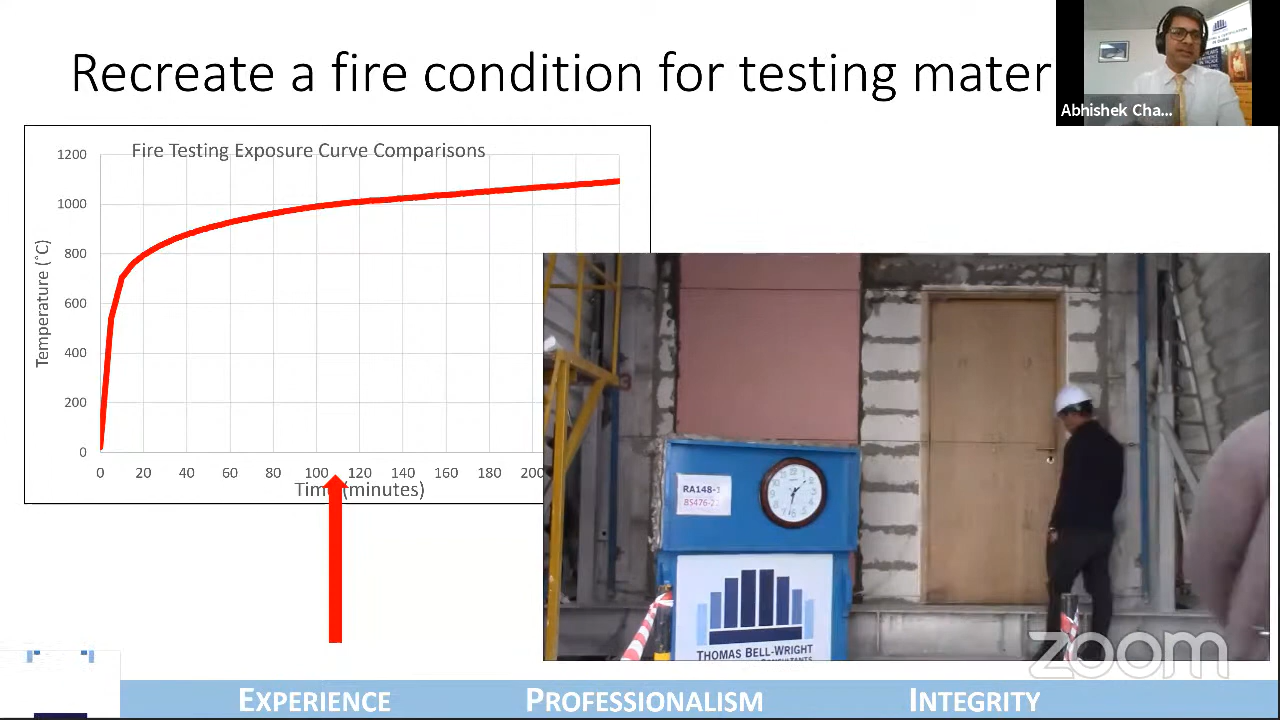 Recreate a fire condition for testing mater
Abhishek Cha...
Fire Testing Exposure Curve Comparisons
1200
1000
800
600
400
200
0
Temperature (°C)
0 20 40 60 80 100 120 140 160 180 200
Time (minutes)
RA148-1
BS476-22
THOMAS BELL-WRIGHT
zoom
EXPERIENCE PROFESSIONALISM INTEGRITY